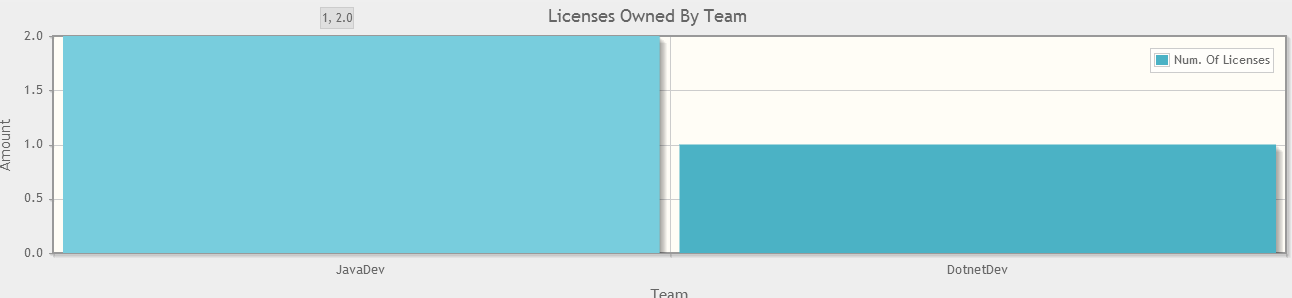 1, 2.0
Licenses Owned By Team
Num. Of Licenses
Amount
2.0
1.5
1.0
0.5
0.0
JavaDev
DotnetDev
Team